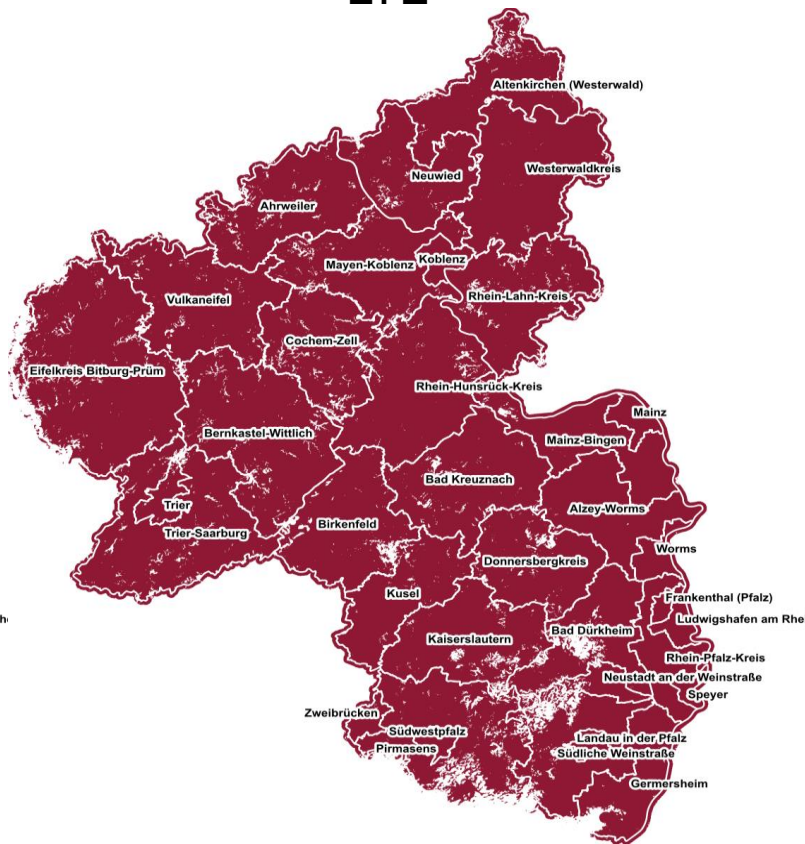 Altenkirchen (Westerwald)
Westerwaldkreis
Neuwied
Ahrweiler
Koblenz
Mayen-Koblenz
Rhein-Lahn-Kreis
Vulkaneifel
Cochem-Zell
Eifelkreis Bitburg-Prüm
Rhein-Hunsrück-Kreis
Mainz
Bernkastel-Wittlich
Mainz-Bingen
Bad Kreuznach
Trier
Alzey-Worms
Birkenfeld
Trier-Saarburg
Worms
Donnersbergkreis
Kusel
Frankenthal (Pfalz)
Ludwigshafen am Rhe
Bad Dürkheim
Kaiserslautern
Rhein-Pfalz-Kreis
Neustadt an der Weinstraße
Speyer
Zweibrücken
Südwestpfalz
Landau in der Pfalz
Pirmasens
Südliche Weinstraße
Germersheim